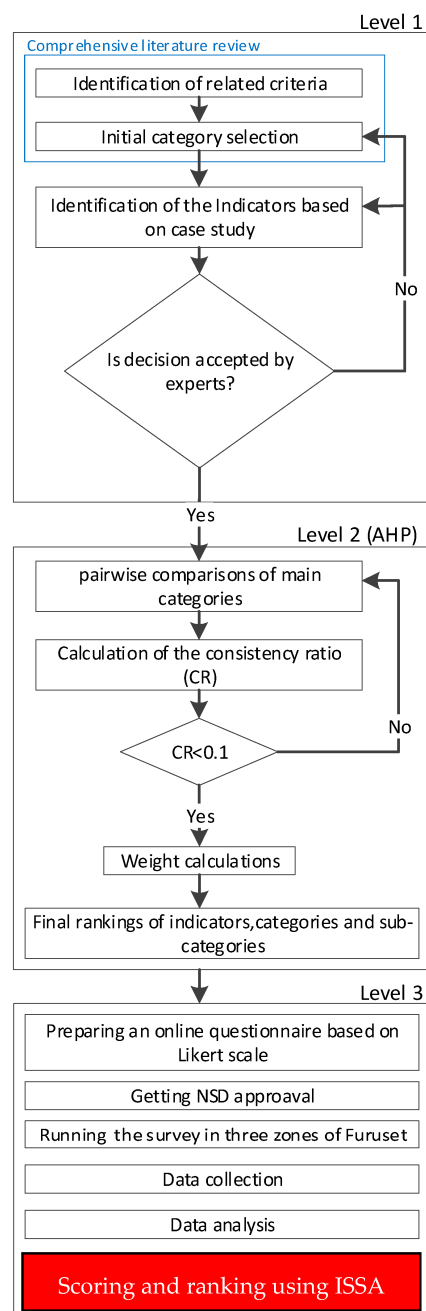 Level 1
Comprehensive literature review
Identification of related criteria
Initial category selection
Identification of the Indicators based
on case study
No
Is decision accepted by
experts?
Yes
Level 2 (AHP)
pairwise comparisons of main
categories
Calculation of the consistency ratio
(CR)
No
CR<0.1
Yes
Weight calculations
Final rankings of indicators,categories and sub-
categories
Level 3
Preparing an online questionnaire based on
Likert scale
Getting NSD approaval
Running the survey in three zones of Furuset
Data collection
Data analysis
Scoring and ranking using ISSA